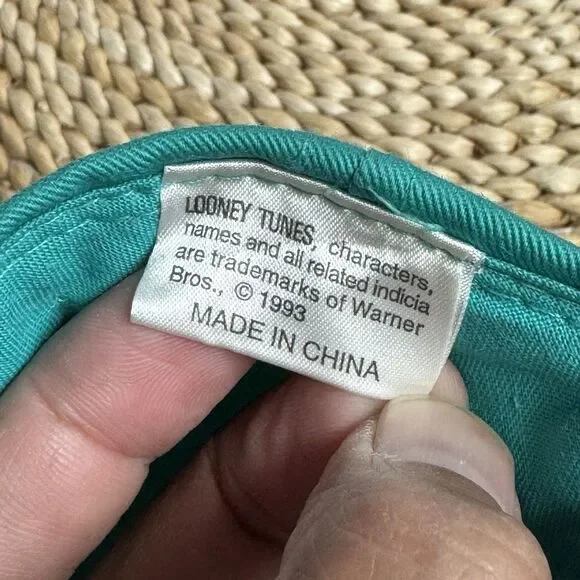 LOONEY TUNES, characters,
names and all related indicia
are trademarks of Warner
Bros., © 1993
MADE IN CHINA